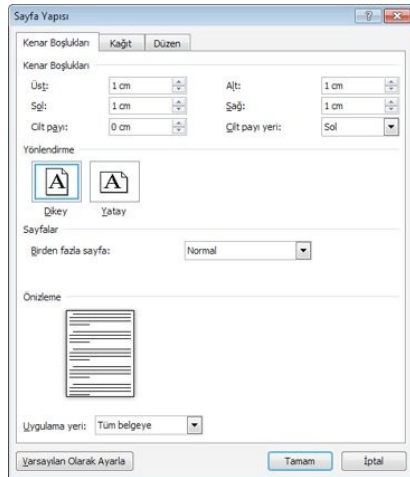 Sayfa Yapısı
Kenar Boşlukları Kağıt Düzen
Kenar Boşlukları
Üst: 1 cm Alt: 1 cm
Sol: 1 cm Sağ: 1 cm
Cilt payı: 0 cm Cilt payı yeri: Sol
Yönlendirme
A A
Dikey Yatay
Sayfalar
Birden fazla sayfa: Normal
Önizleme
Uygulama yeri: Tüm belgeye
Varsayılan Olarak Ayarla Tamam İptal